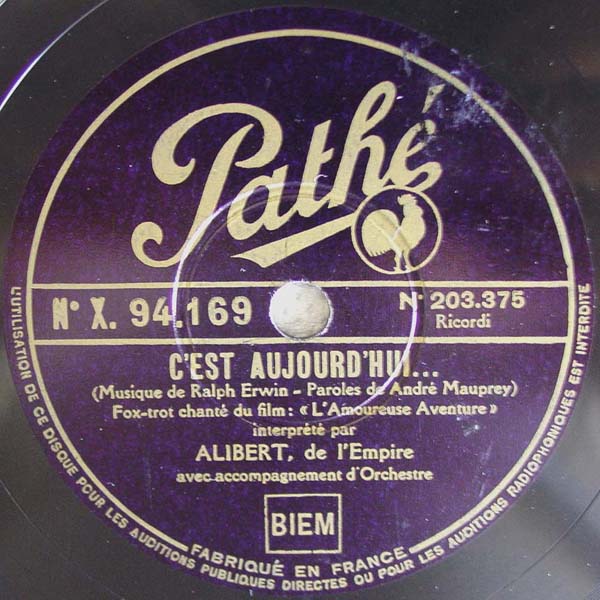 Pathé
N° X. 94.169
N° 203.375
Ricordi
C'EST AUJOURD'HUI...
(Musique de Ralph Erwin - Paroles de André Mauprey)
Fox-trot chanté du film: « L'Amoureuse Aventure »
interprété par
ALIBERT, de l'Empire
avec accompagnement d'Orchestre
BIEM
FABRIQUÉ EN FRANCE
L'UTILISATION DE CE DISQUE POUR LES AUDITIONS PUBLIQUES DIRECTES OU POUR LES AUDITIONS RADIOPHONIQUES EST INTERDITE